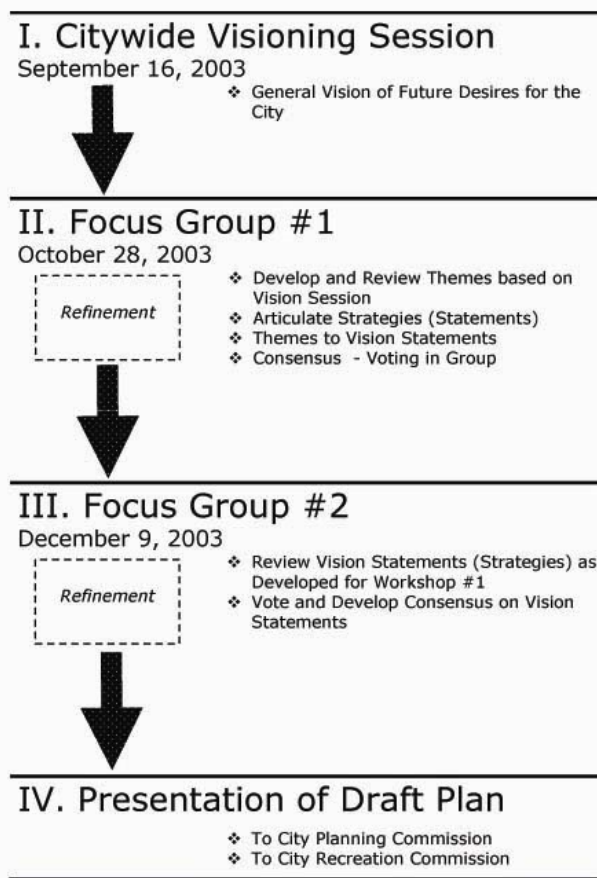 I. Citywide Visioning Session
September 16, 2003
❖ General Vision of Future Desires for the
City
II. Focus Group #1
October 28, 2003
Refinement
❖ Develop and Review Themes based on
Vision Session
❖ Articulate Strategies (Statements)
❖ Themes to Vision Statements
❖ Consensus - Voting in Group
III. Focus Group #2
December 9, 2003
Refinement
❖ Review Vision Statements (Strategies) as
Developed for Workshop #1
❖ Vote and Develop Consensus on Vision
Statements
IV. Presentation of Draft Plan
❖ To City Planning Commission
❖ To City Recreation Commission